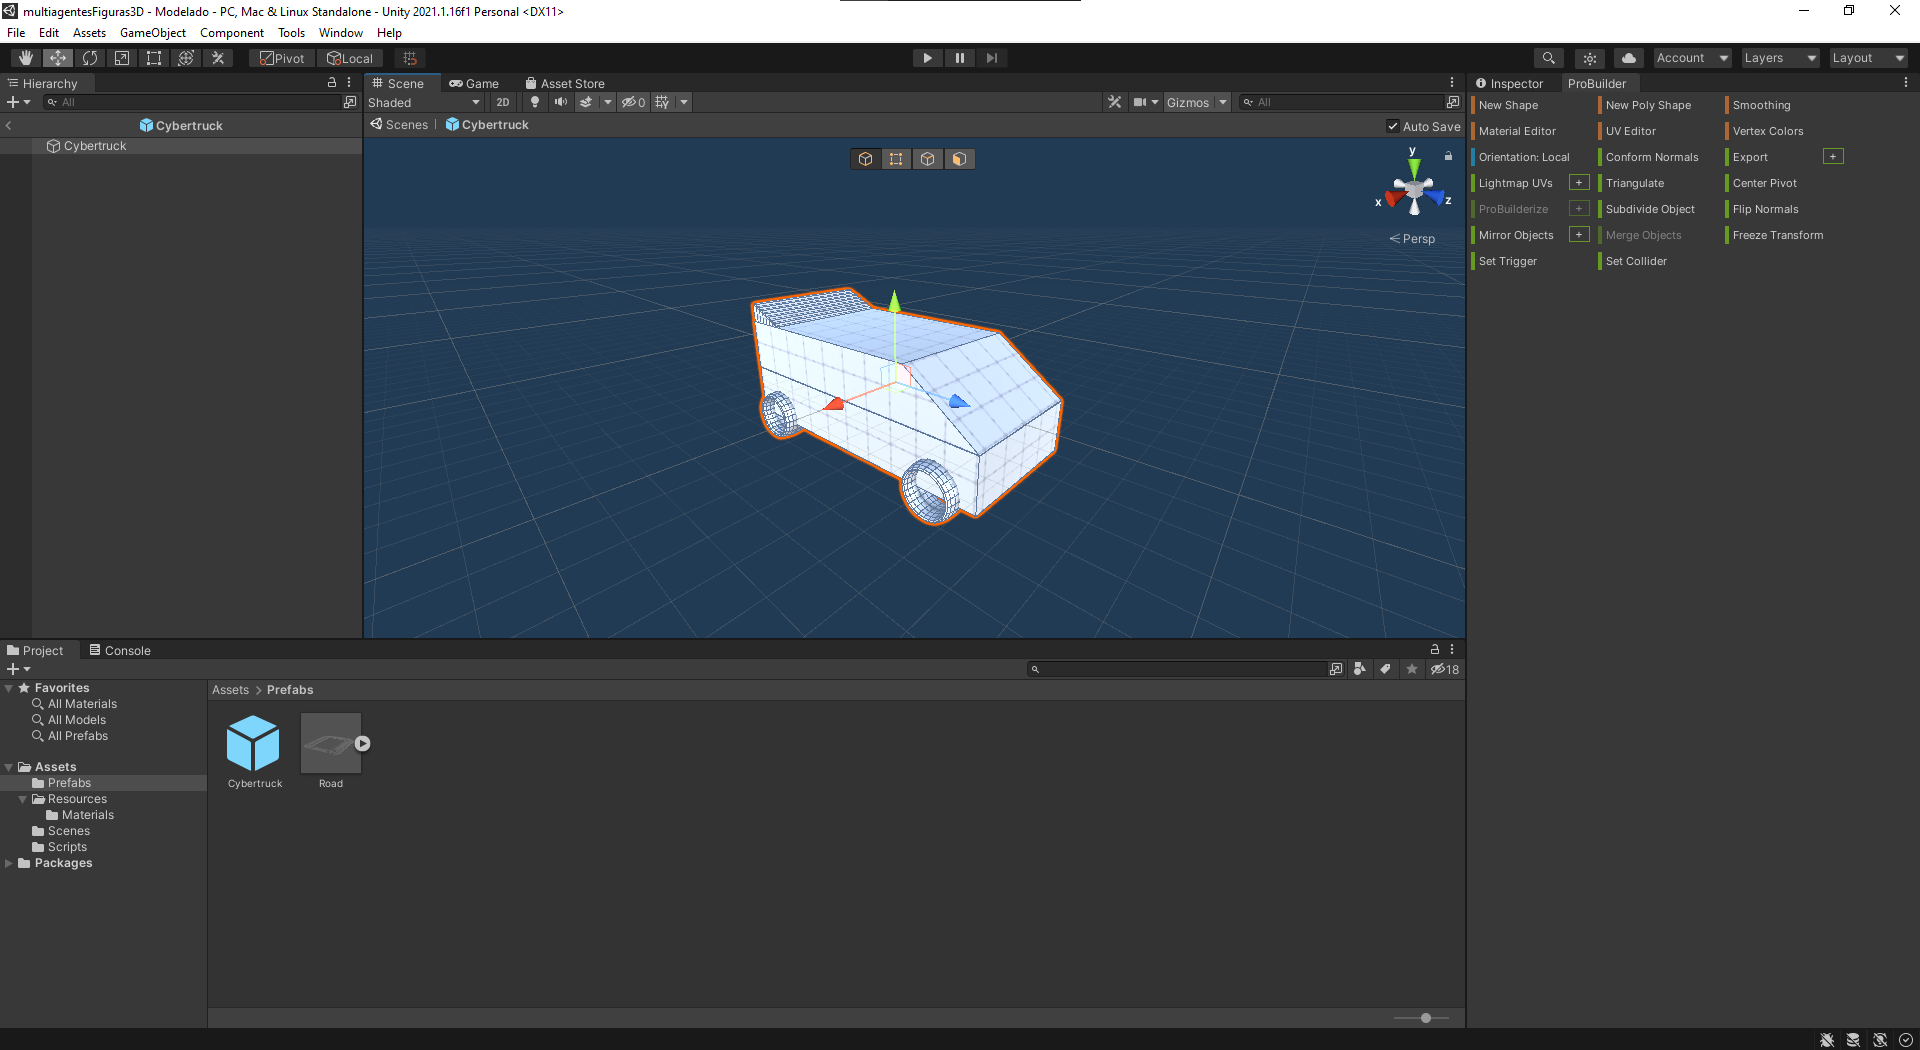 multiagentesFiguras3D - Modelado - PC, Mac & Linux Standalone - Unity 2021.1.16f1 Personal <DX11>
File Edit Assets GameObject Component Tools Window Help
Pivot Local Account Layers Layout
Hierarchy
All
Cybertruck
Cybertruck
Scene Game Asset Store
Shaded 2D 0 Gizmos All
Scenes | Cybertruck Auto Save
y
x z
Persp
Inspector ProBuilder
New Shape New Poly Shape Smoothing
Material Editor UV Editor Vertex Colors
Orientation: Local Conform Normals Export +
Lightmap UVs + Triangulate Center Pivot
ProBuilderize + Subdivide Object Flip Normals
Mirror Objects + Merge Objects Freeze Transform
Set Trigger Set Collider
Project Console
18
Favorites
All Materials
All Models
All Prefabs
Assets
Prefabs
Resources
Materials
Scenes
Scripts
Packages
Assets > Prefabs
Cybertruck Road